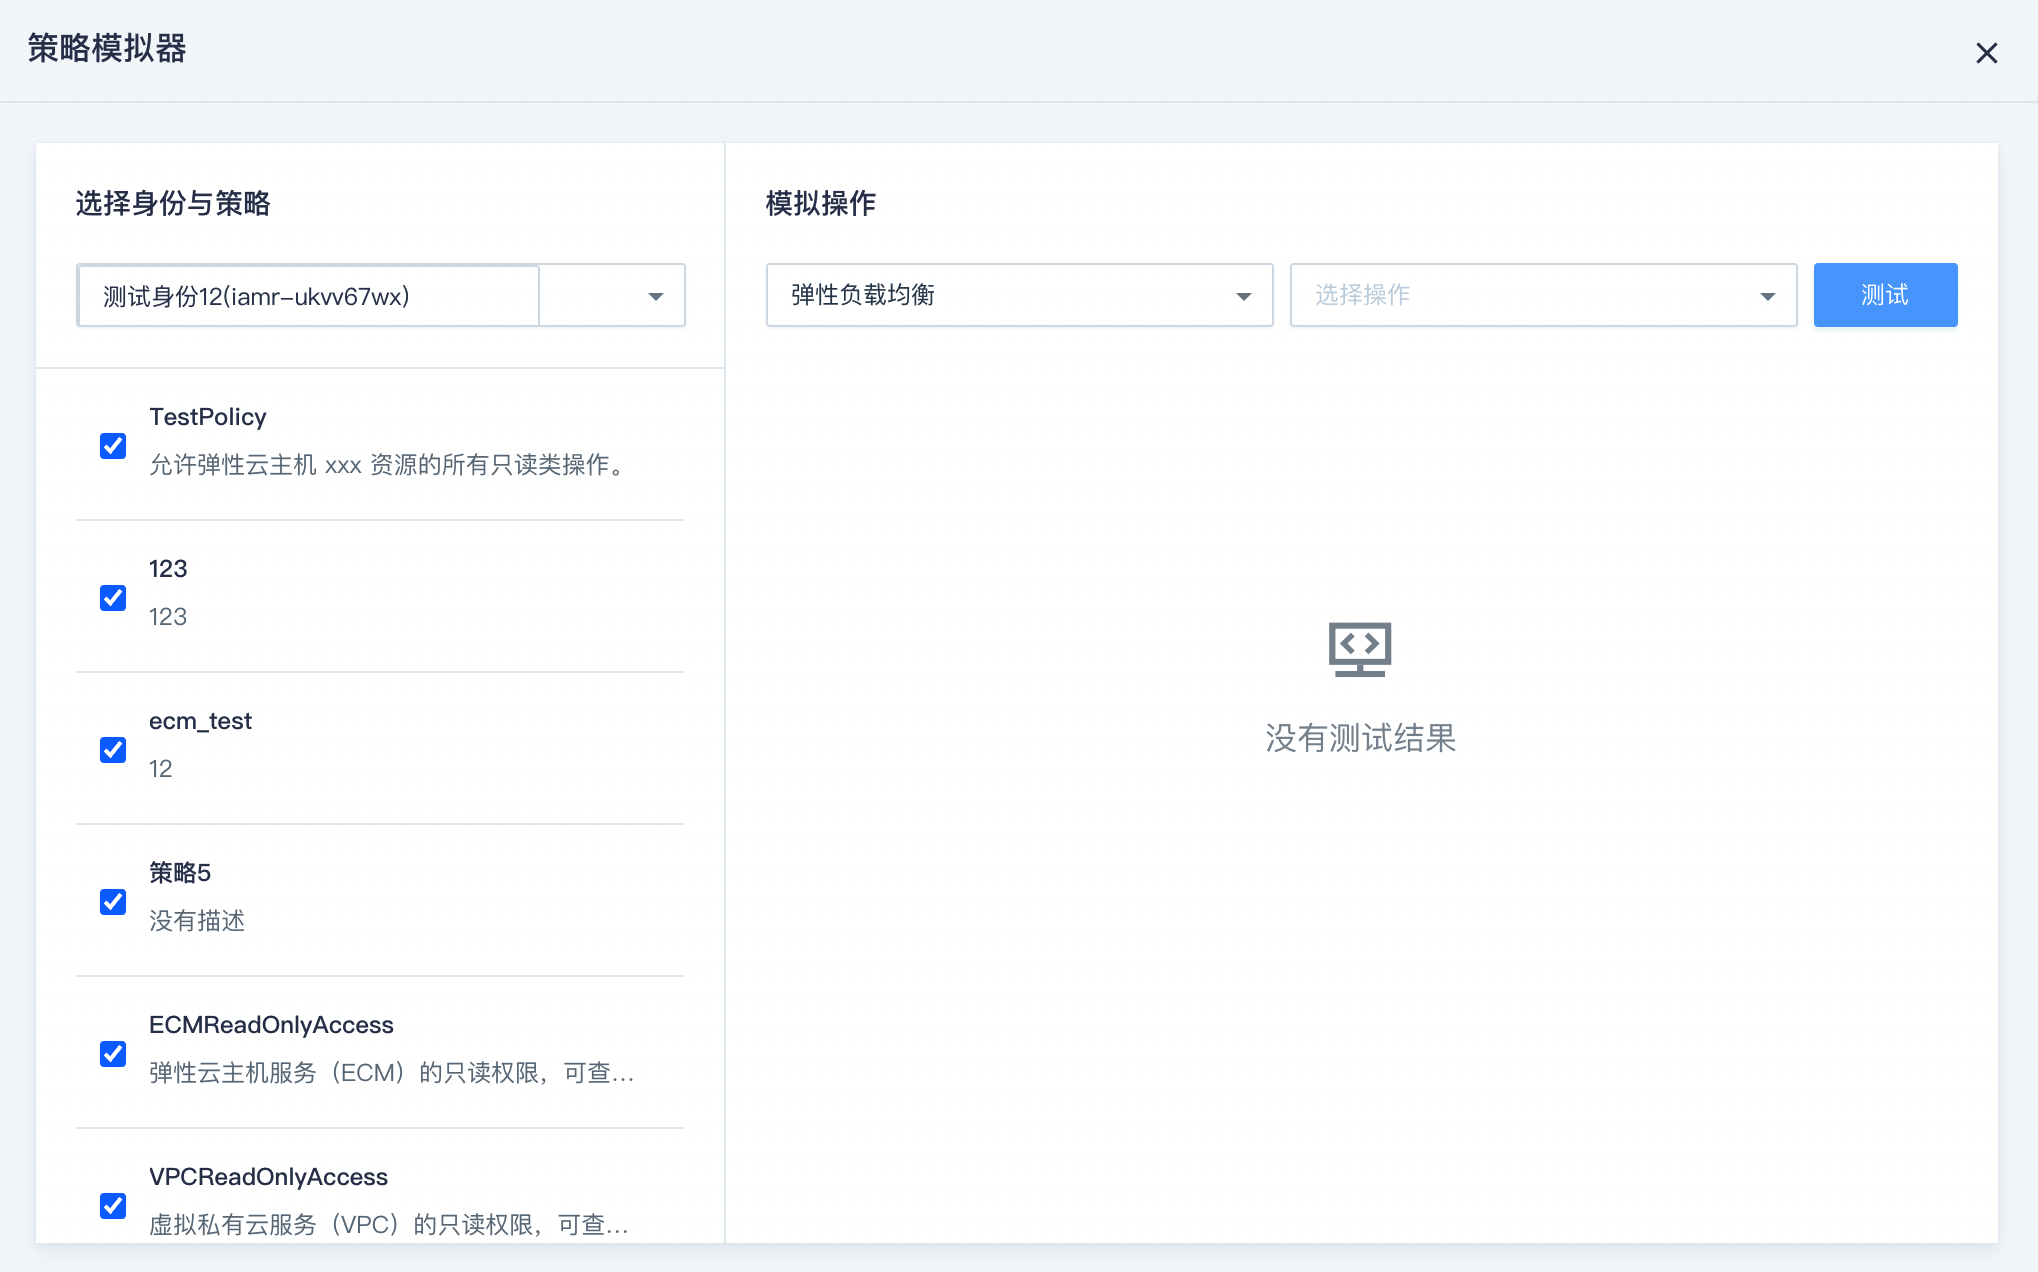 策略模拟器
选择身份与策略
测试身份12(iamr-ukvv67wx)
TestPolicy
允许弹性云主机 xxx 资源的所有只读类操作。
123
123
ecm_test
12
策略5
没有描述
ECMReadOnlyAccess
弹性云主机服务（ECM）的只读权限，可查...
VPCReadOnlyAccess
虚拟私有云服务（VPC）的只读权限，可查...
模拟操作
弹性负载均衡
选择操作
测试
没有测试结果